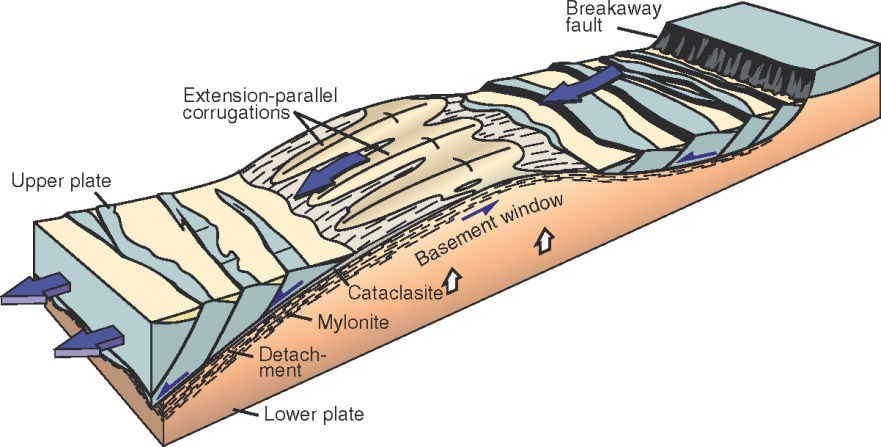 Breakaway
fault
Extension-parallel
corrugations
Upper plate
Basement window
Cataclasite
Mylonite
Detach-
ment
Lower plate